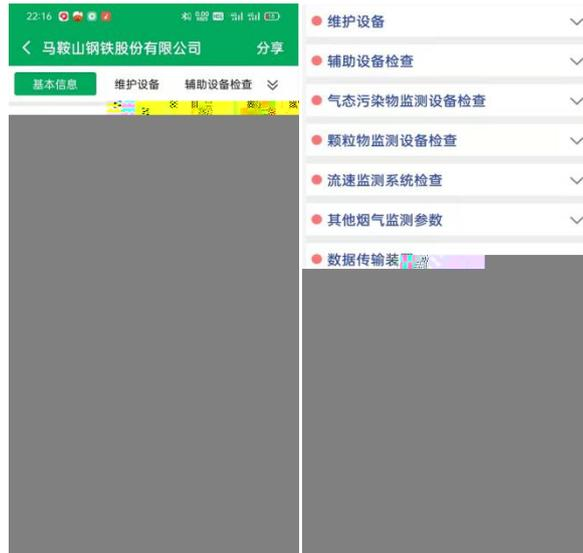 22:16
马鞍山钢铁股份有限公司 分享
基本信息 维护设备 辅助设备检查
维护设备
辅助设备检查
气态污染物监测设备检查
颗粒物监测设备检查
流速监测系统检查
其他烟气监测参数
数据传输装